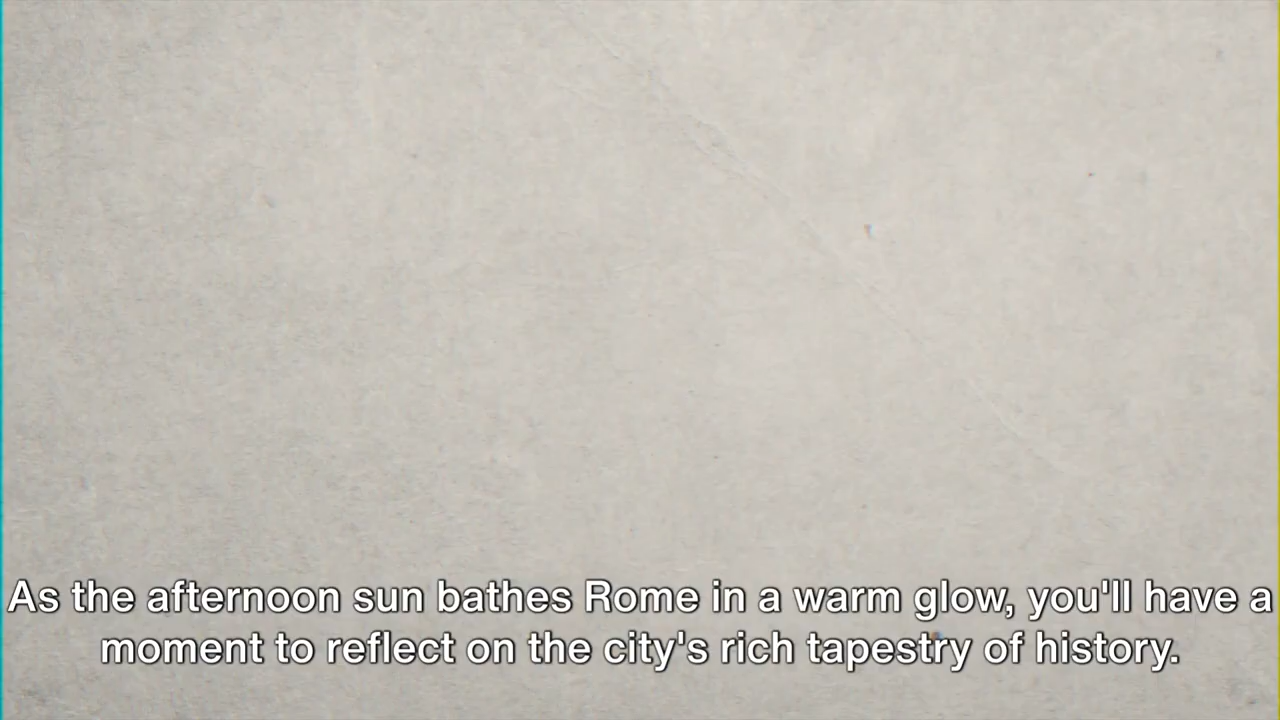 As the afternoon sun bathes Rome in a warm glow, you'll have a
moment to reflect on the city's rich tapestry of history.